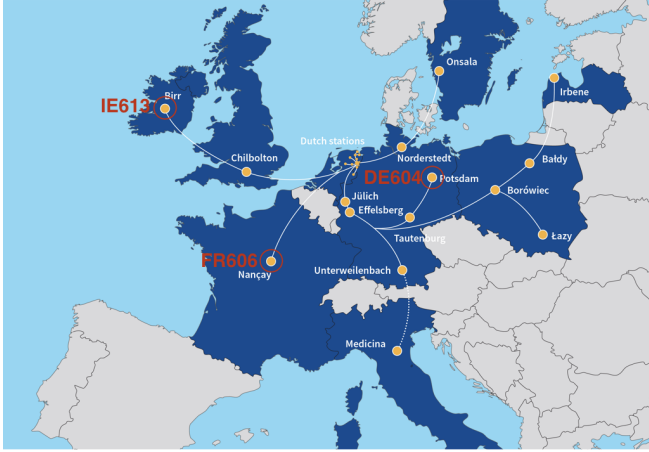 Onsala
Irbene
Birr
IE613
Dutch stations
Chilbolton
Norderstedt
Bałdy
DE604
Potsdam
Borówiec
Jülich
Effelsberg
Tautenburg
Łazy
FR606
Nançay
Unterweilenbach
Medicina